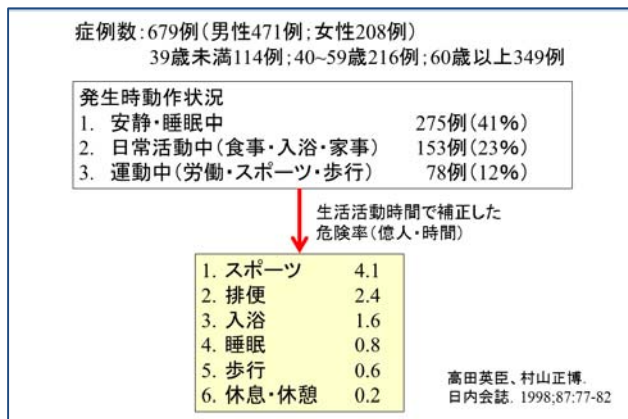 症例数:679例(男性471例;女性208例)
39歳未満114例;40~59歳216例;60歳以上349例
発生時動作状況
1. 安静・睡眠中 275例(41%)
2. 日常活動中(食事・入浴・家事) 153例(23%)
3. 運動中(労働・スポーツ・歩行) 78例(12%)
生活活動時間で補正した
危険率(億人・時間)
1. スポーツ 4.1
2. 排便 2.4
3. 入浴 1.6
4. 睡眠 0.8
5. 歩行 0.6
6. 休息・休憩 0.2
高田英臣、村山正博.
日内会誌. 1998;87:77-82